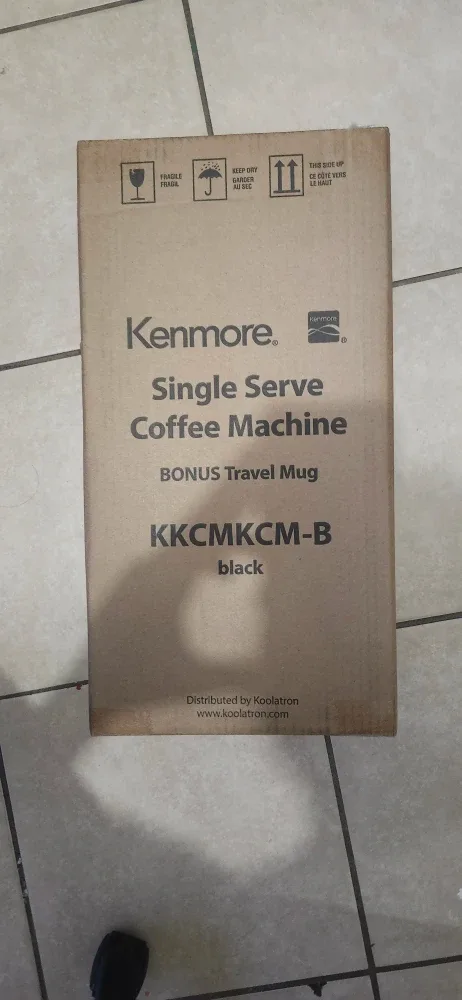 FRAGILE
FRAGIL
KEEP DRY
GARDER
AU SEC
THIS SIDE UP
CE CÔTÉ VERS
LE HAUT
Kenmore®
Kenmore®
Single Serve
Coffee Machine
BONUS Travel Mug
KKCMKCM-B
black
Distributed by Koolatron
www.koolatron.com